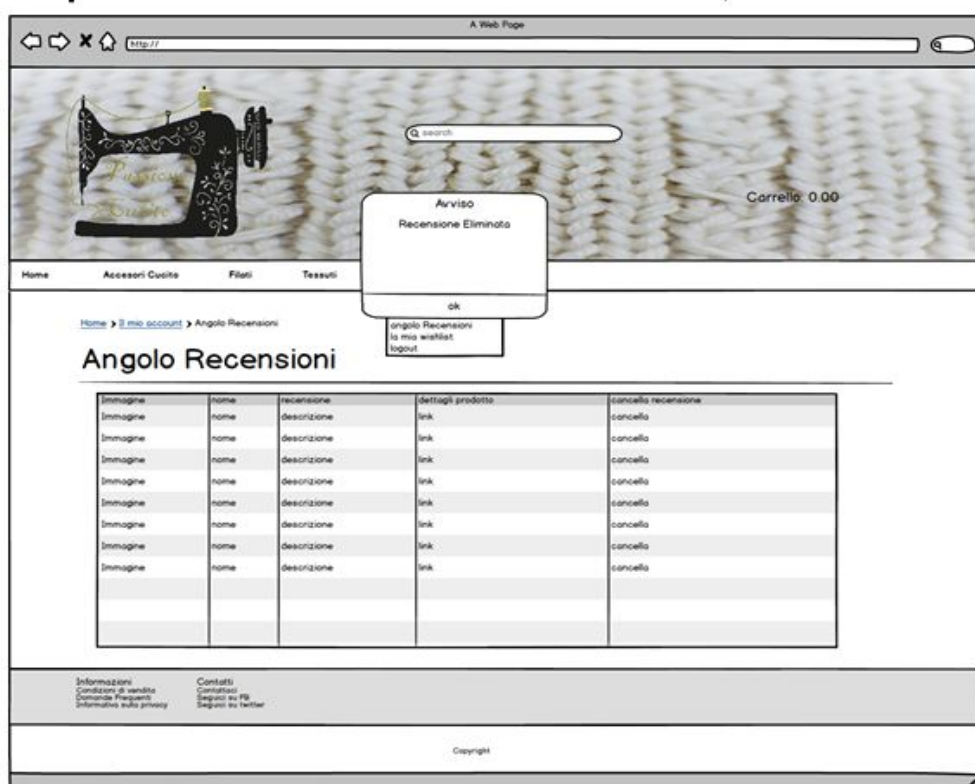 A Web Page
http://
search
Passione
Cucito
Carrello: 0.00
Avviso
Recensione Eliminata
ok
Home Accesori Cucito Filati Tessuti
angolo Recensioni
la mia wishlist
logout
Home > Il mio account > Angolo Recensioni
Angolo Recensioni
Immagine nome recensione dettagli prodotto cancella recensione
Immagine nome descrizione link cancella
Immagine nome descrizione link cancella
Immagine nome descrizione link cancella
Immagine nome descrizione link cancella
Immagine nome descrizione link cancella
Immagine nome descrizione link cancella
Immagine nome descrizione link cancella
Immagine nome descrizione link cancella
Informazioni
Condizioni di vendita
Domande Frequenti
Informativa sulla privacy
Contatti
Contattaci
Seguici su FB
Seguici su twitter
Copyright